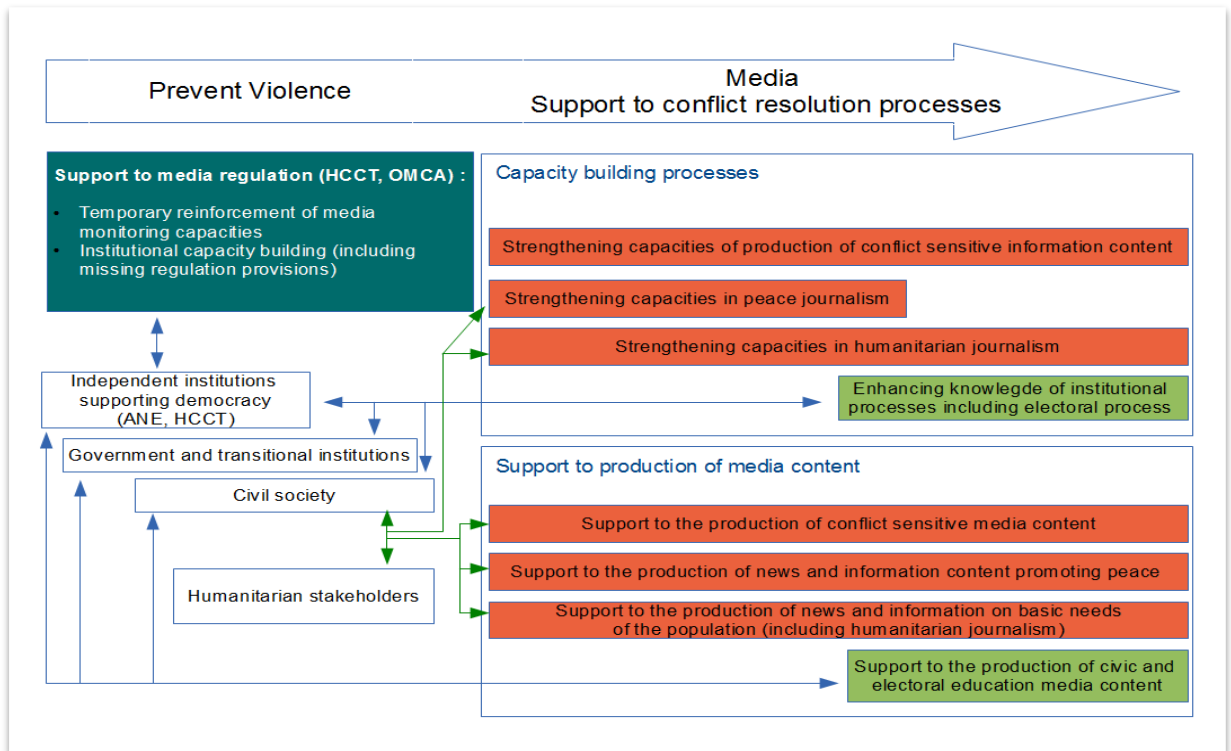 Prevent Violence
Media
Support to conflict resolution processes
Support to media regulation (HCCT, OMCA) :
• Temporary reinforcement of media
monitoring capacities
• Institutional capacity building (including
missing regulation provisions)
Independent institutions
supporting democracy
(ANE, HCCT)
Government and transitional institutions
Civil society
Humanitarian stakeholders
Capacity building processes
Strengthening capacities of production of conflict sensitive information content
Strengthening capacities in peace journalism
Strengthening capacities in humanitarian journalism
Enhancing knowlegde of institutional
processes including electoral process
Support to production of media content
Support to the production of conflict sensitive media content
Support to the production of news and information content promoting peace
Support to the production of news and information on basic needs
of the population (including humanitarian journalism)
Support to the production of civic and
electoral education media content